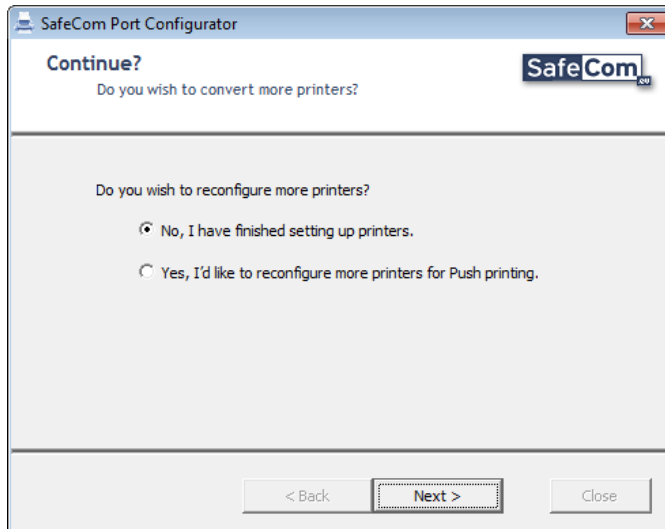 SafeCom Port Configurator
Continue?
Do you wish to convert more printers?
SafeCom
.eu
Do you wish to reconfigure more printers?
No, I have finished setting up printers.
Yes, I'd like to reconfigure more printers for Push printing.
< Back Next > Close